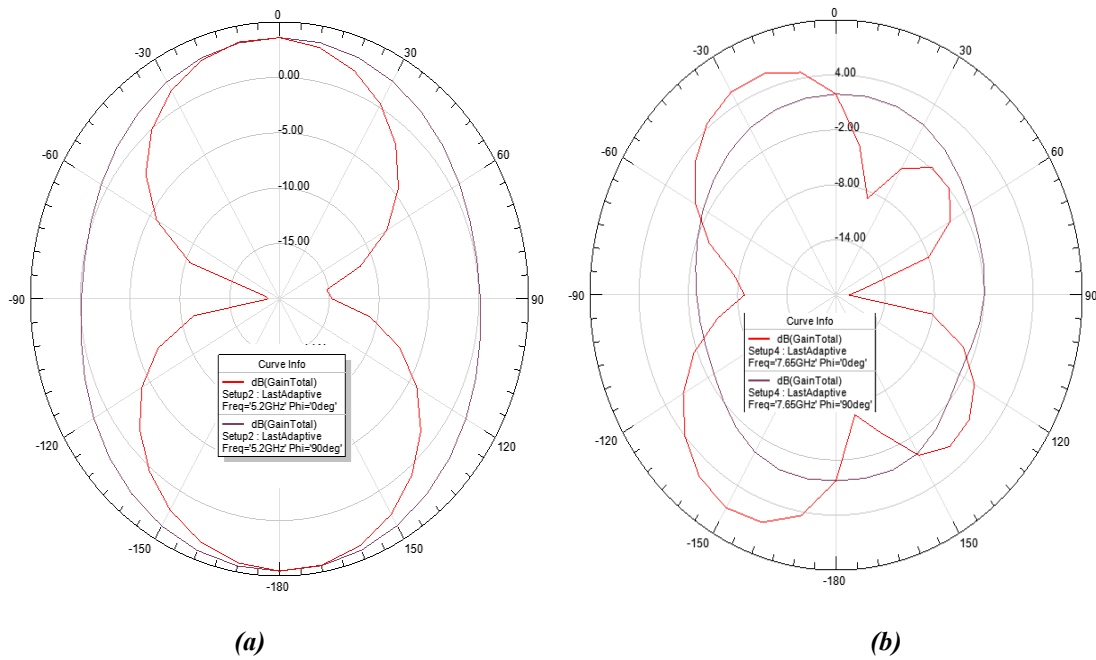 0
-30
30
0.00
-60
60
-5.00
-10.00
-15.00
-90
90
Curve Info
dB(GainTotal)
Setup2 : LastAdaptive
Freq='5.2GHz' Phi='0deg'
dB(GainTotal)
Setup2 : LastAdaptive
Freq='5.2GHz' Phi='90deg'
-120
120
-150
150
-180
(a)
0
-30
30
4.00
-60
60
-2.00
-8.00
-14.00
-90
90
Curve Info
dB(GainTotal)
Setup4 : LastAdaptive
Freq='7.65GHz' Phi='0deg'
dB(GainTotal)
Setup4 : LastAdaptive
Freq='7.65GHz' Phi='90deg'
-120
120
-150
150
-180
(b)